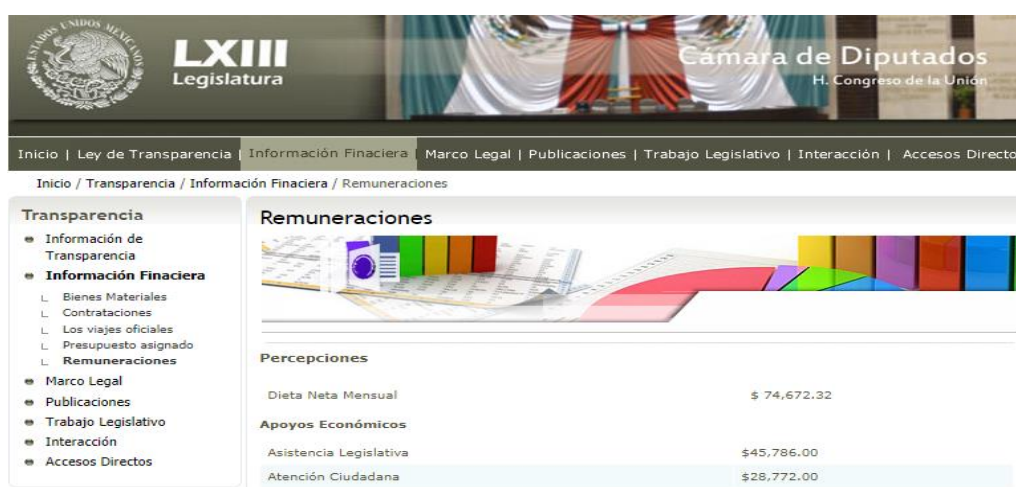 ESTADOS UNIDOS MEXICANOS
LXIII
Legislatura
Cámara de Diputados
H. Congreso de la Unión
Inicio | Ley de Transparencia | Información Finaciera | Marco Legal | Publicaciones | Trabajo Legislativo | Interacción | Accesos Directo
Inicio / Transparencia / Información Finaciera / Remuneraciones
Transparencia
Información de
Transparencia
Información Finaciera
Bienes Materiales
Contrataciones
Los viajes oficiales
Presupuesto asignado
Remuneraciones
Marco Legal
Publicaciones
Trabajo Legislativo
Interacción
Accesos Directos
Remuneraciones
Percepciones
Dieta Neta Mensual $ 74,672.32
Apoyos Económicos
Asistencia Legislativa $45,786.00
Atención Ciudadana $28,772.00